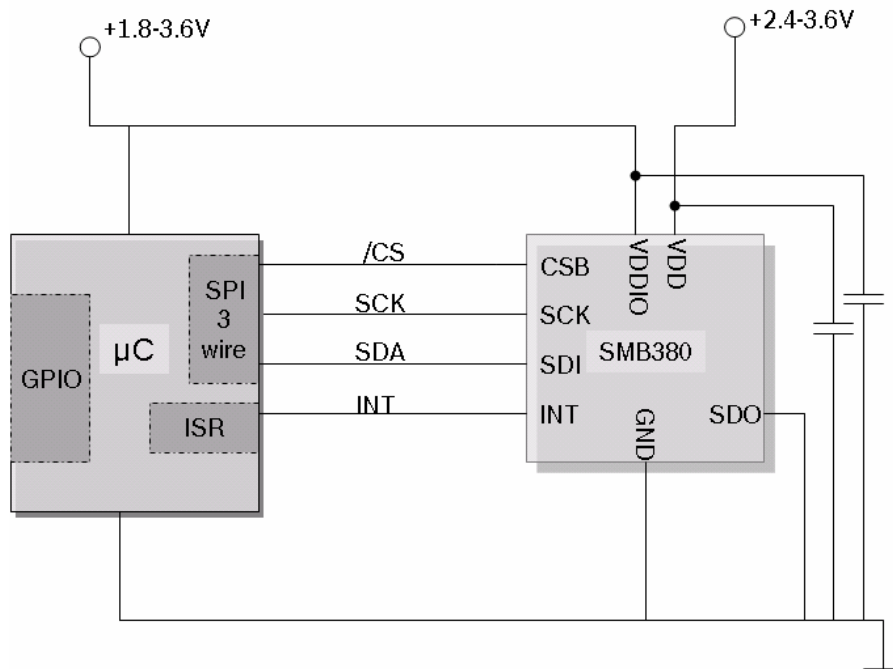 +1.8-3.6V
+2.4-3.6V
/CS
SCK
SDA
INT
SPI
3
wire
µC
GPIO
ISR
CSB
SCK
SDI
INT
VDDIO
VDD
SMB380
GND
SDO